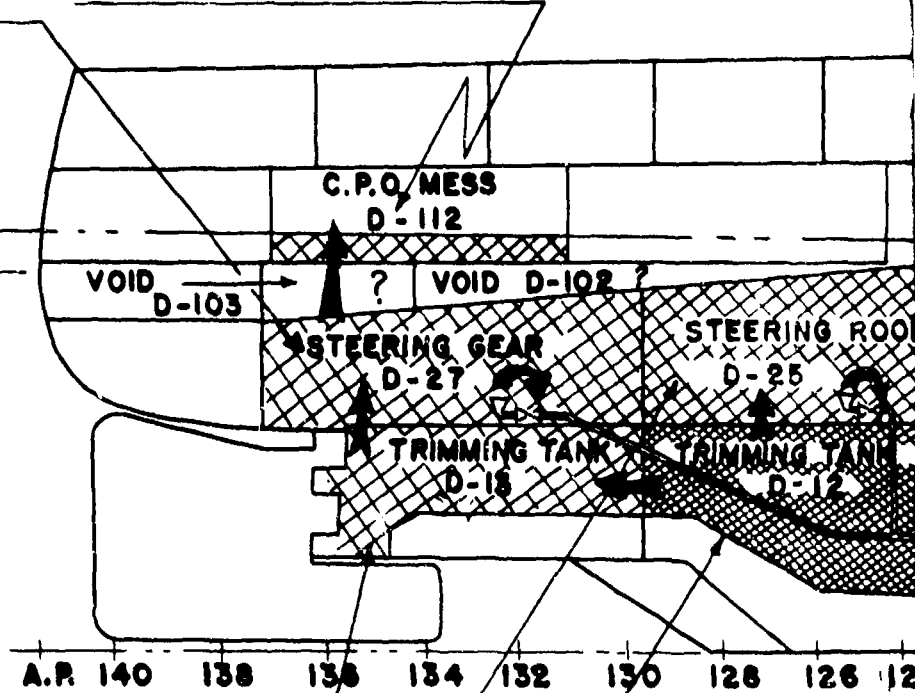 C.P.O. MESS
D-112
VOID
D-103
?
VOID D-102 ?
STEERING GEAR
D-27
STEERING ROO
D-25
TRIMMING TANK
D-13
TRIMMING TANK
D-12
A.P. 140 138 136 134 132 130 128 126 12